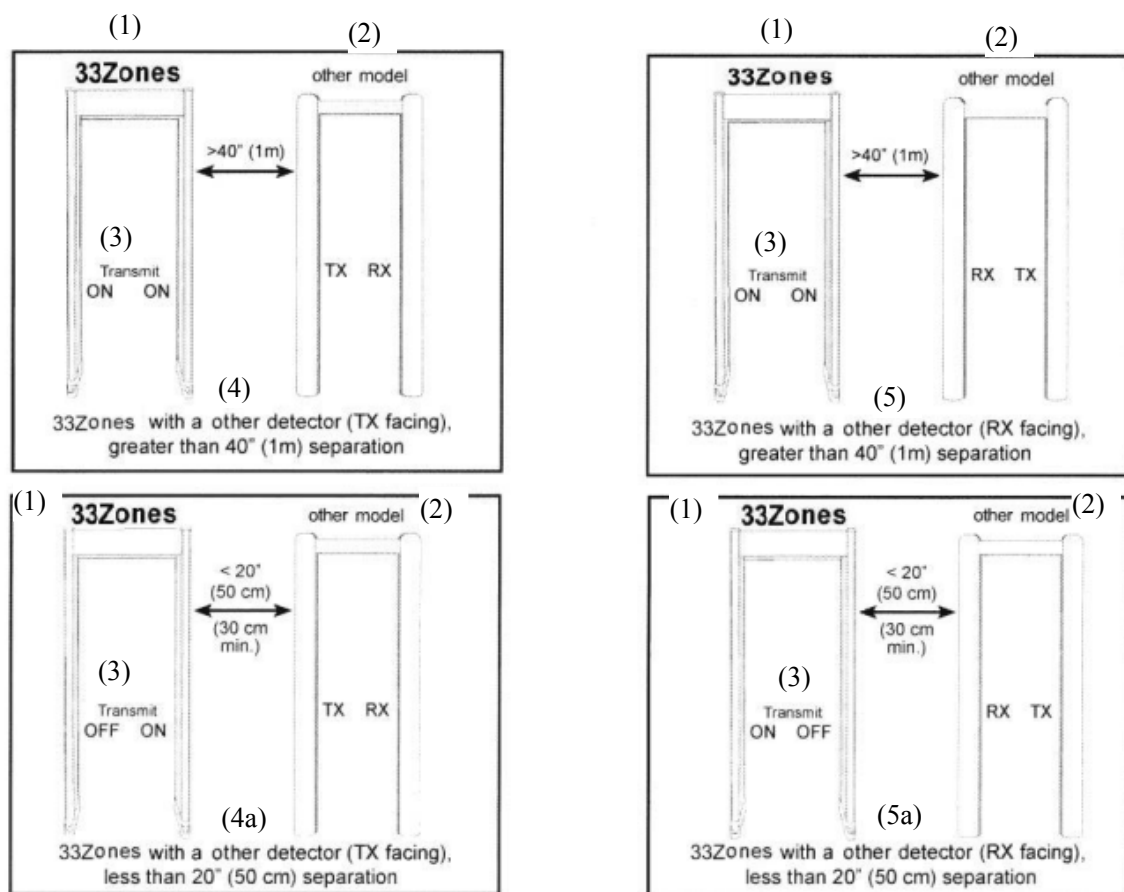 (1)
(2)
33Zones
other model
>40" (1m)
(3)
Transmit
ON ON
TX RX
(4)
33Zones with a other detector (TX facing),
greater than 40" (1m) separation
(1)
(2)
33Zones
other model
>40" (1m)
(3)
Transmit
ON ON
RX TX
(5)
33Zones with a other detector (RX facing),
greater than 40" (1m) separation
(1)
33Zones
other model
(2)
< 20"
(50 cm)
(30 cm
min.)
(3)
Transmit
OFF ON
TX RX
(4a)
33Zones with a other detector (TX facing),
less than 20" (50 cm) separation
(1)
33Zones
other model
(2)
< 20"
(50 cm)
(30 cm
min.)
(3)
Transmit
ON OFF
RX TX
(5a)
33Zones with a other detector (RX facing),
less than 20" (50 cm) separation